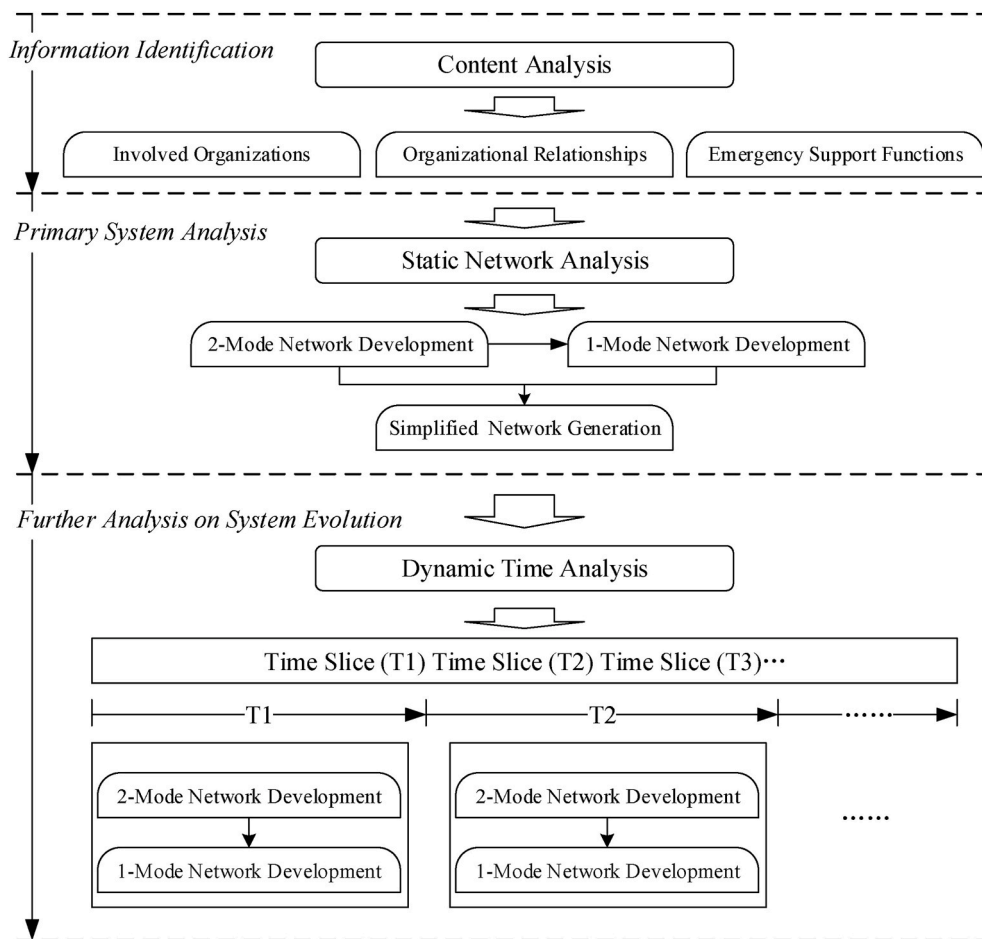 Information Identification
Content Analysis
Involved Organizations
Organizational Relationships
Emergency Support Functions
Primary System Analysis
Static Network Analysis
2-Mode Network Development
1-Mode Network Development
Simplified Network Generation
Further Analysis on System Evolution
Dynamic Time Analysis
Time Slice (T1) Time Slice (T2) Time Slice (T3)···
T1
T2
······
2-Mode Network Development
2-Mode Network Development
······
1-Mode Network Development
1-Mode Network Development